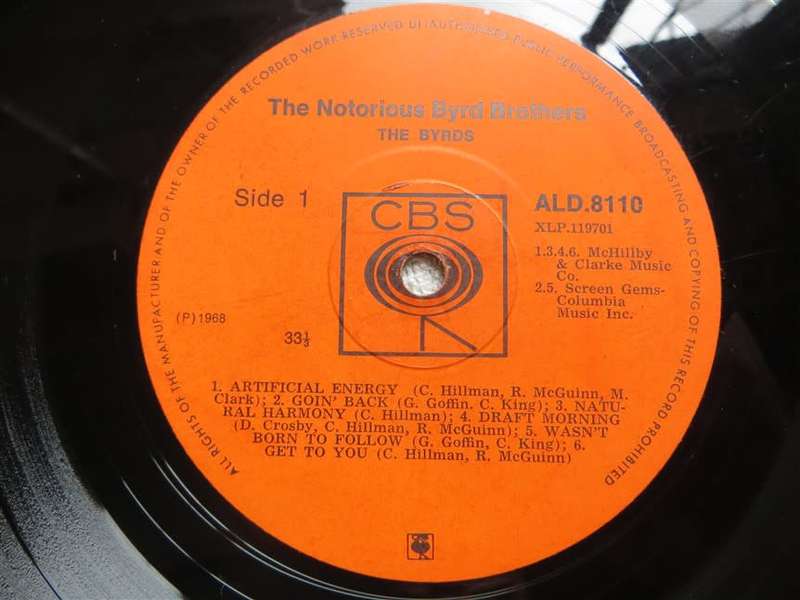 ALL RIGHTS OF THE MANUFACTURER AND OF THE OWNER OF THE RECORDED WORK RESERVED UNAUTHORISED PUBLIC PERFORMANCE BROADCASTING AND COPYING OF THIS RECORD PROHIBITED
The Notorious Byrd Brothers
THE BYRDS
Side 1
CBS
ALD.8110
XLP.119701
1.3.4.6. McHillby
& Clarke Music
Co.
2.5. Screen Gems-
Columbia
Music Inc.
(P)1968
33⅓
1. ARTIFICIAL ENERGY (C. Hillman, R. McGuinn, M.
Clark); 2. GOIN' BACK (G. Goffin, C. King); 3. NATU-
RAL HARMONY (C. Hillman); 4. DRAFT MORNING
(D. Crosby, C. Hillman, R. McGuinn); 5. WASN'T
BORN TO FOLLOW (G. Goffin, C. King); 6.
GET TO YOU (C. Hillman, R. McGuinn)